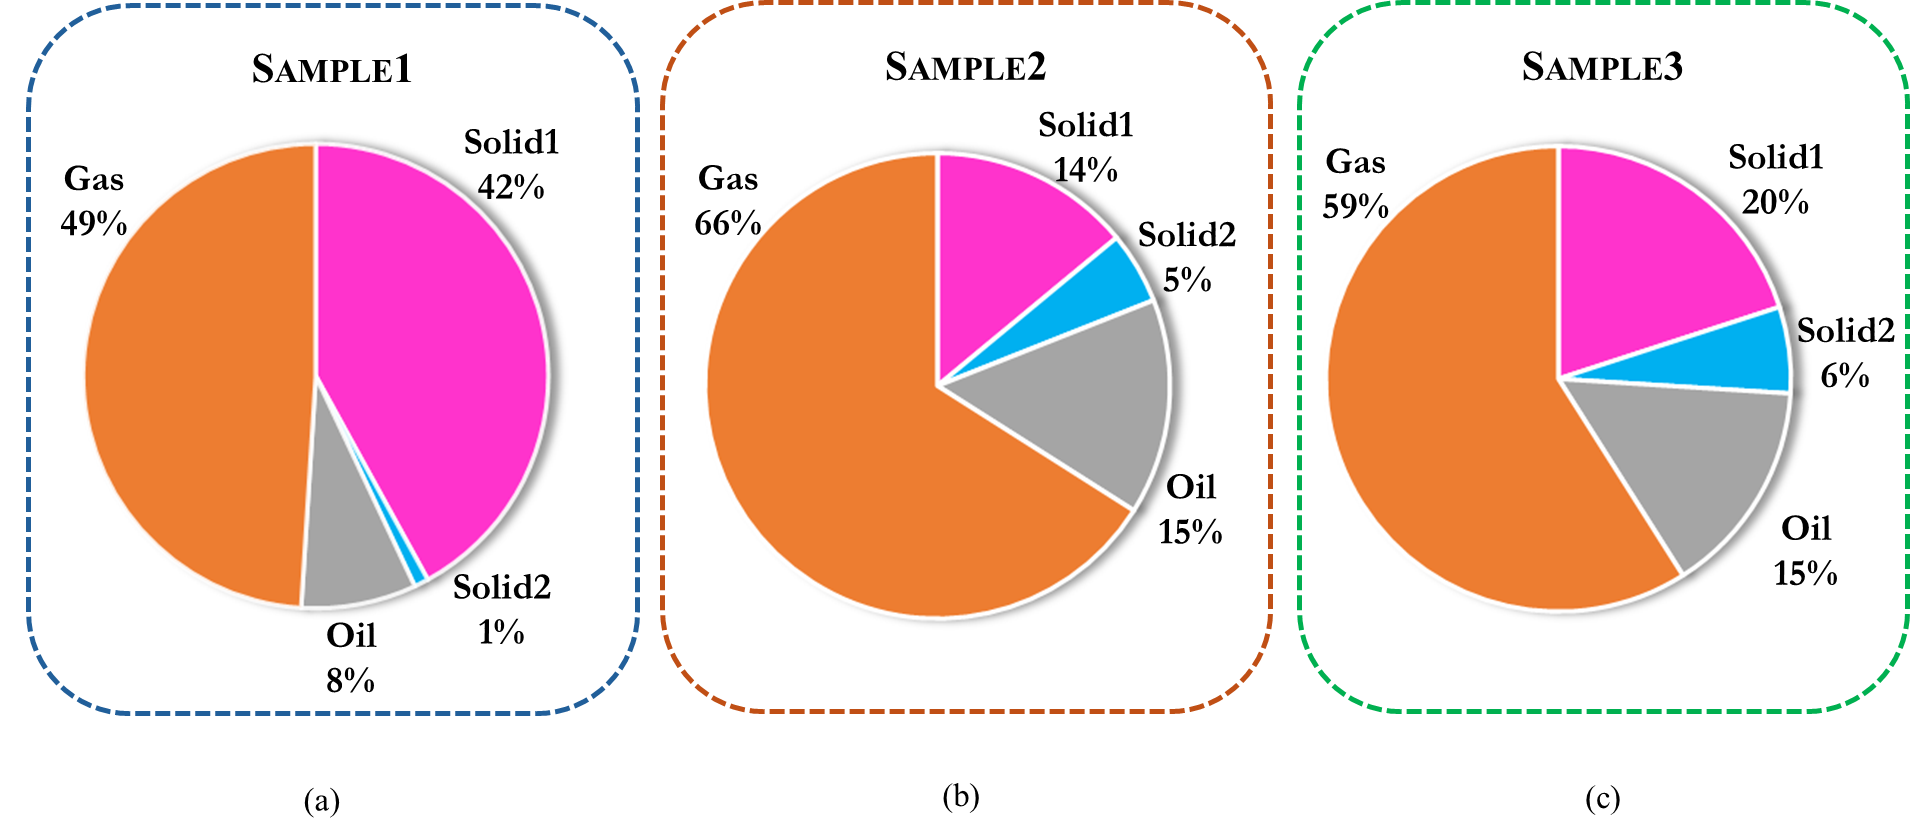 SAMPLE1
Gas
49%
Solid1
42%
Solid2
1%
Oil
8%
(a)
SAMPLE2
Gas
66%
Solid1
14%
Solid2
5%
Oil
15%
(b)
SAMPLE3
Gas
59%
Solid1
20%
Solid2
6%
Oil
15%
(c)